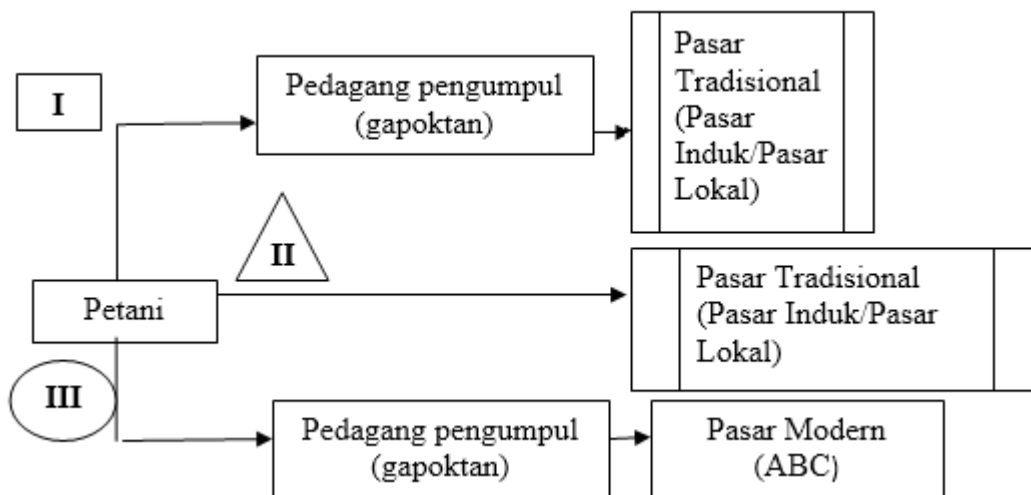 I
Pedagang pengumpul
(gapoktan)
Pasar
Tradisional
(Pasar
Induk/Pasar
Lokal)
II
Petani
Pasar Tradisional
(Pasar Induk/Pasar
Lokal)
III
Pedagang pengumpul
(gapoktan)
Pasar Modern
(ABC)